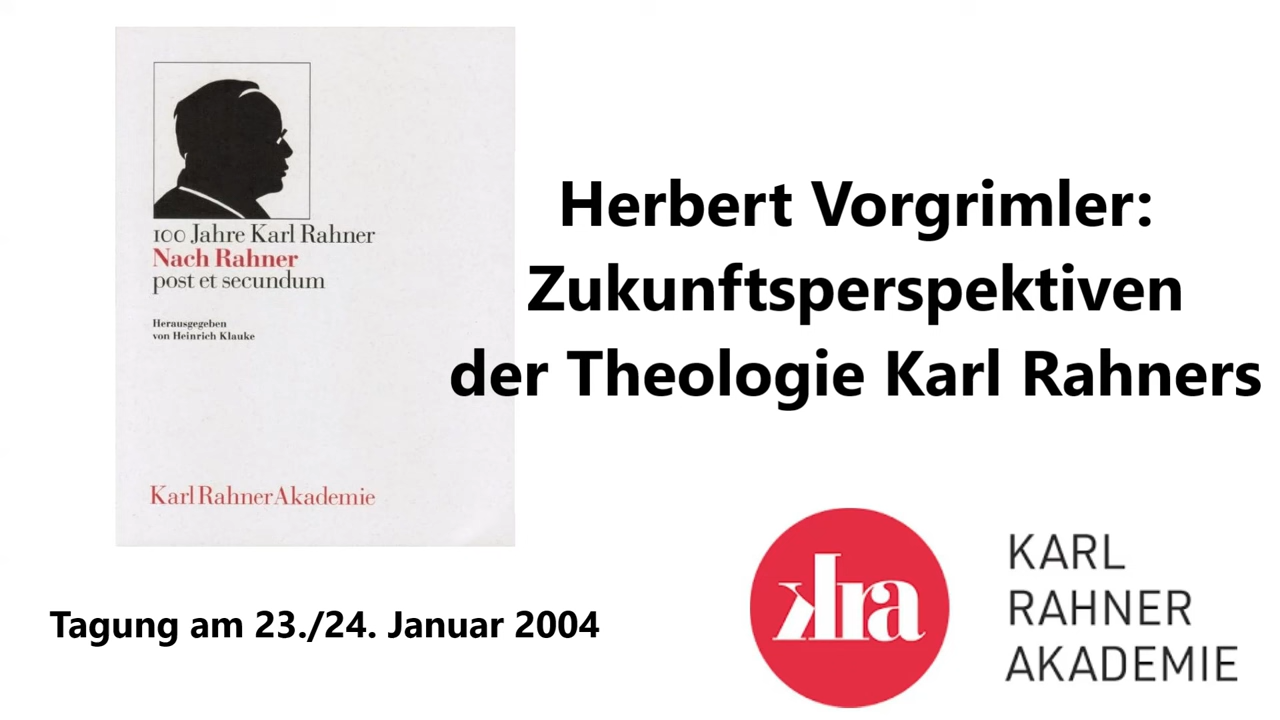 100 Jahre Karl Rahner
Nach Rahner
post et secundum
Herausgegeben
von Heinrich Klauke
Karl Rahner Akademie
Herbert Vorgrimler:
Zukunftsperspektiven
der Theologie Karl Rahners
Tagung am 23./24. Januar 2004
kra
KARL
RAHNER
AKADEMIE